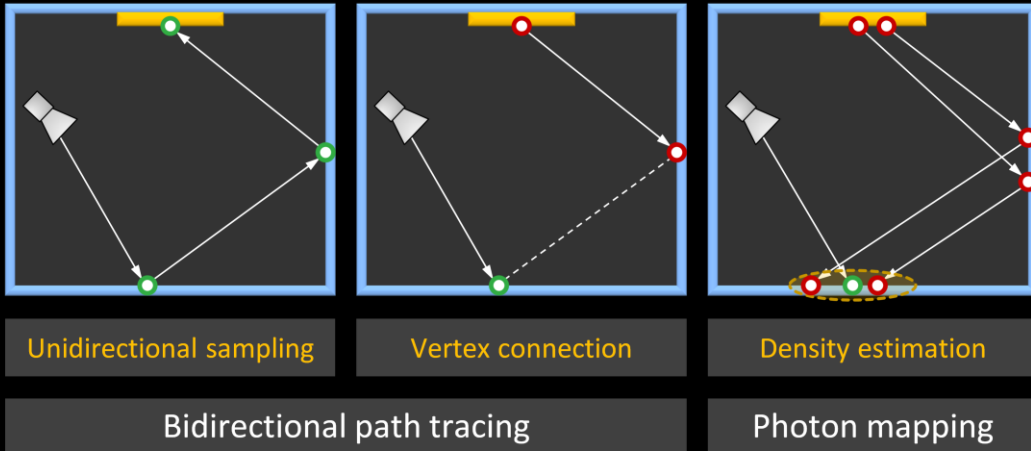 Unidirectional sampling
Vertex connection
Density estimation
Bidirectional path tracing
Photon mapping